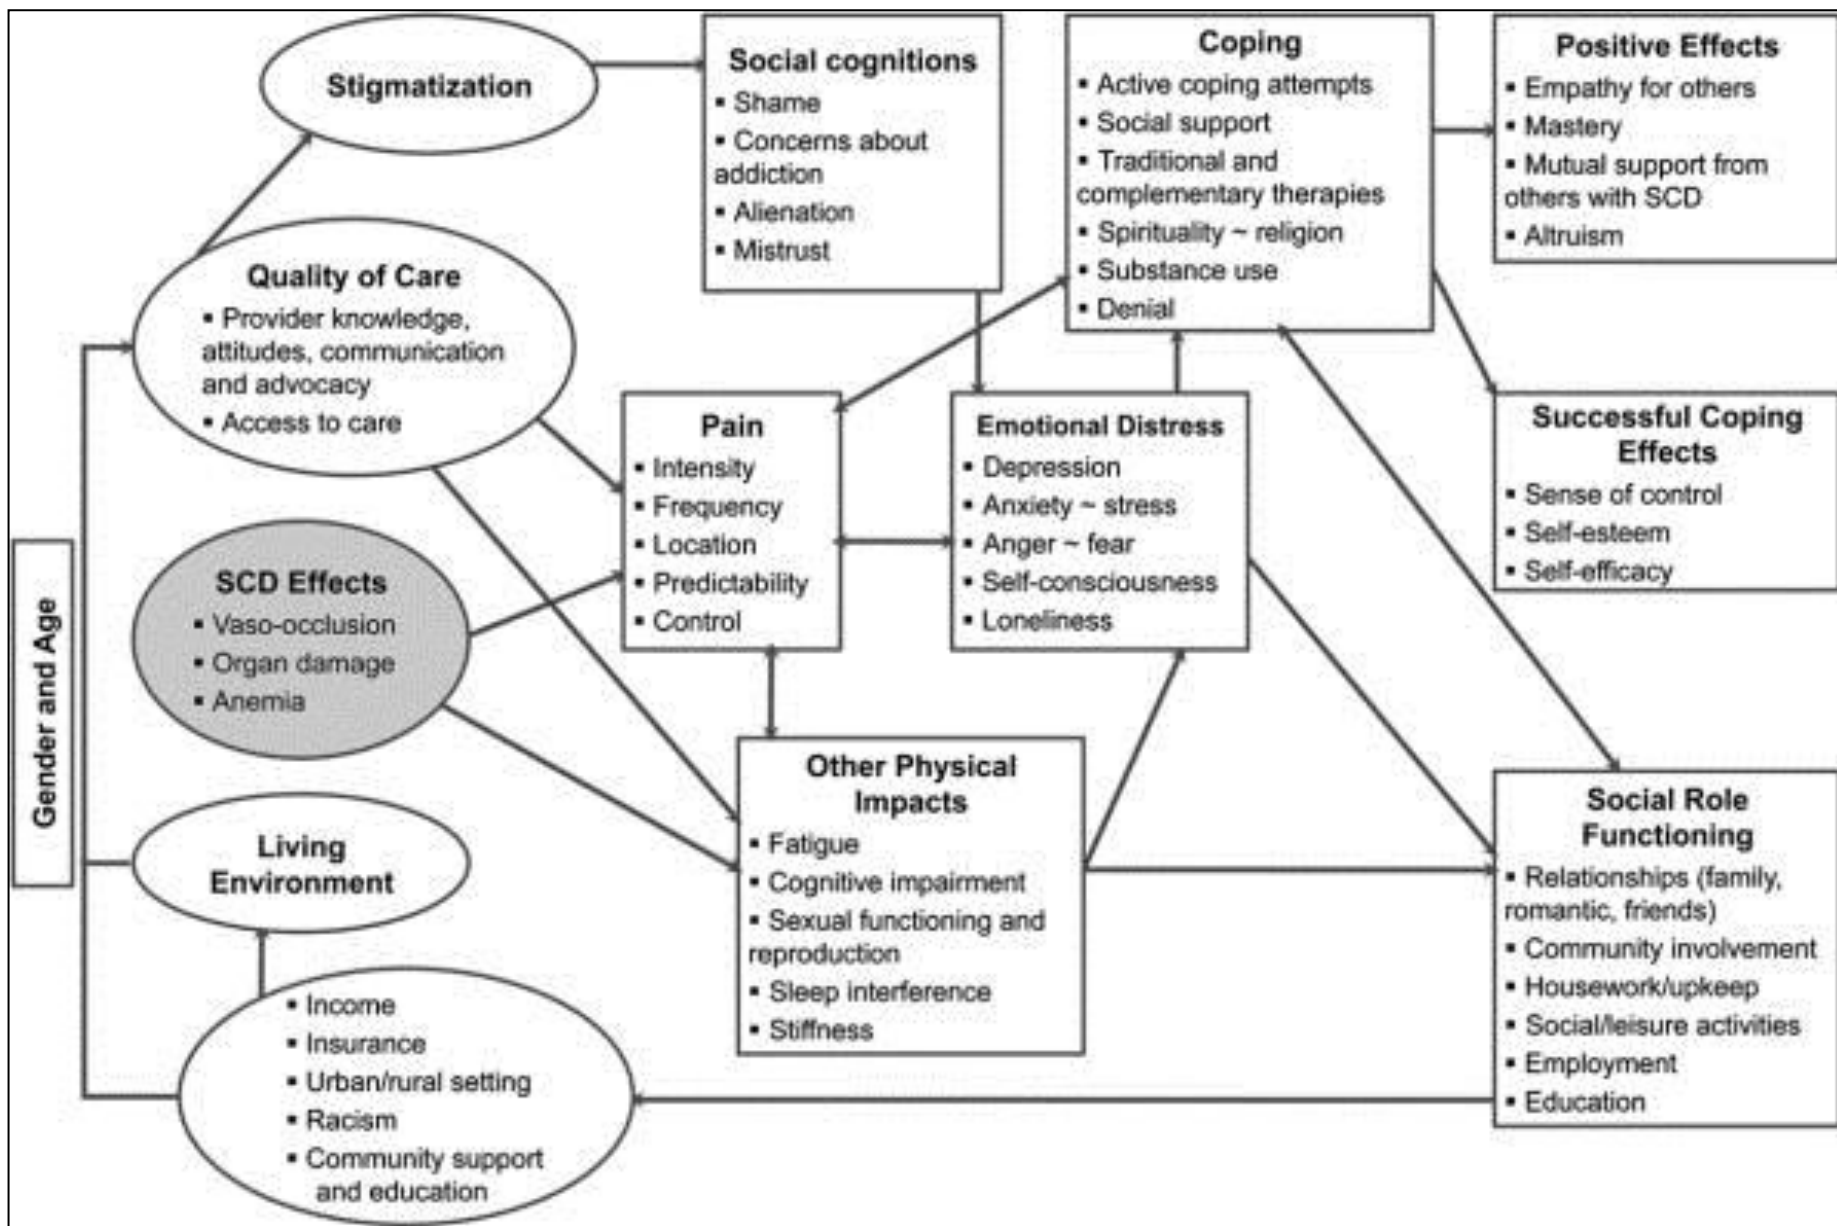 Stigmatization
Social cognitions
▪ Shame
▪ Concerns about
addiction
▪ Alienation
▪ Mistrust
Coping
▪ Active coping attempts
▪ Social support
▪ Traditional and
complementary therapies
▪ Spirituality ~ religion
▪ Substance use
▪ Denial
Positive Effects
▪ Empathy for others
▪ Mastery
▪ Mutual support from
others with SCD
▪ Altruism
Quality of Care
▪ Provider knowledge,
attitudes, communication
and advocacy
▪ Access to care
Pain
▪ Intensity
▪ Frequency
▪ Location
▪ Predictability
▪ Control
Emotional Distress
▪ Depression
▪ Anxiety ~ stress
▪ Anger ~ fear
▪ Self-consciousness
▪ Loneliness
Successful Coping
Effects
▪ Sense of control
▪ Self-esteem
▪ Self-efficacy
Gender and Age
SCD Effects
▪ Vaso-occlusion
▪ Organ damage
▪ Anemia
Living
Environment
Other Physical
Impacts
▪ Fatigue
▪ Cognitive impairment
▪ Sexual functioning and
reproduction
▪ Sleep interference
▪ Stiffness
Social Role
Functioning
▪ Relationships (family,
romantic, friends)
▪ Community involvement
▪ Housework/upkeep
▪ Social/leisure activities
▪ Employment
▪ Education
▪ Income
▪ Insurance
▪ Urban/rural setting
▪ Racism
▪ Community support
and education